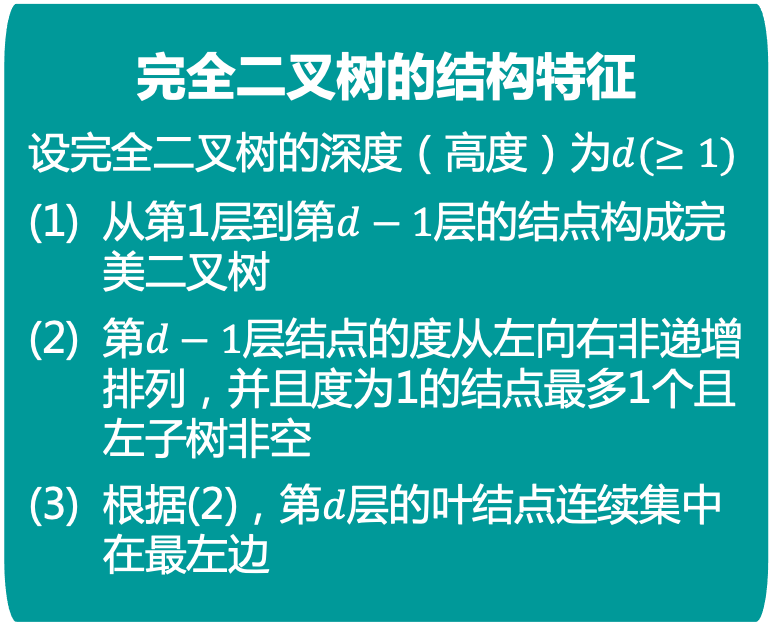 完全二叉树的结构特征
设完全二叉树的深度（高度）为d(≥ 1)
(1) 从第1层到第d − 1层的结点构成完
美二叉树
(2) 第d − 1层结点的度从左向右非递增
排列，并且度为1的结点最多1个且
左子树非空
(3) 根据(2)，第d层的叶结点连续集中
在最左边